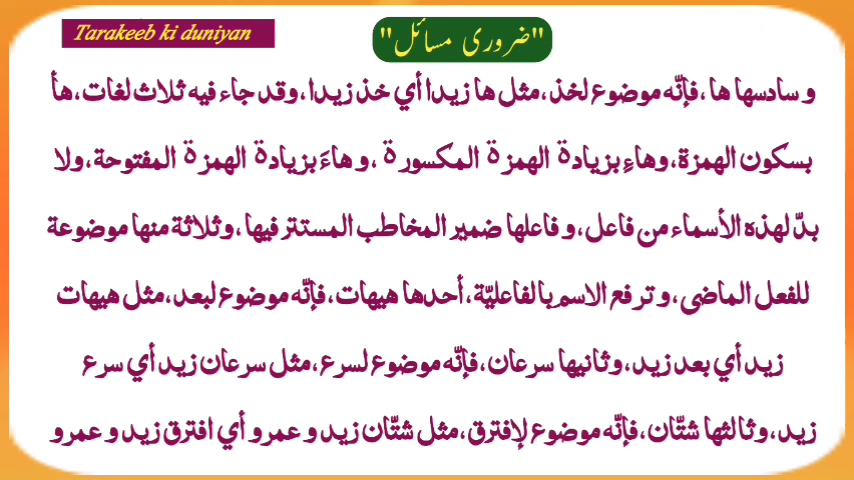 Tarakeeb ki duniyan
"ضروری مسائل"
و سادسها ها، فإنّه موضوع لخذ، مثل ها زيدا أي خذ زيدا، وقد جاء فيه ثلاث لغات، هأ
بسكون الهمزة، وهاءِ بزيادة الهمزة المكسورة، وهاءَ بزيادة الهمزة المفتوحة، ولا
بدّ لهذه الأسماء من فاعل، و فاعلها ضمير المخاطب المستتر فيها، وثلاثة منها موضوعة
للفعل الماضى، و ترفع الاسم بالفاعليّة، أحدها هيهات، فإنّه موضوع لبعد، مثل هيهات
زيد أي بعد زيد، وثانيها سرعان، فإنّه موضوع لسرع، مثل سرعان زيد أي سرع
زيد، وثالثها شتّان، فإنّه موضوع لإفترق، مثل شتّان زيد و عمرو أي افترق زيد و عمرو